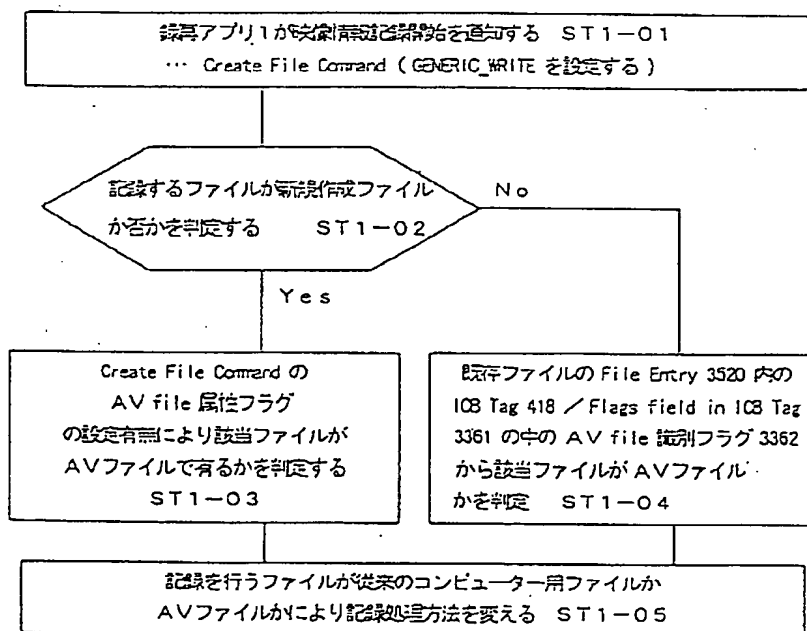 録再アプリ1が映像情報記録開始を通知する ST1-01
… Create File Command ( GENERIC_WRITE を設定する )
記録するファイルが新規作成ファイル
か否かを判定する ST1-02
No
Yes
Create File Command の
AV file 属性フラグ
の設定有無により該当ファイルが
AVファイルで有るかを判定する
ST1-03
既存ファイルの File Entry 3520 内の
ICB Tag 418 / Flags field in ICB Tag
3361 の中の AV file 識別フラグ 3362
から該当ファイルがAVファイル
かを判定 ST1-04
記録を行うファイルが従来のコンピューター用ファイルか
AVファイルかにより記録処理方法を変える ST1-05